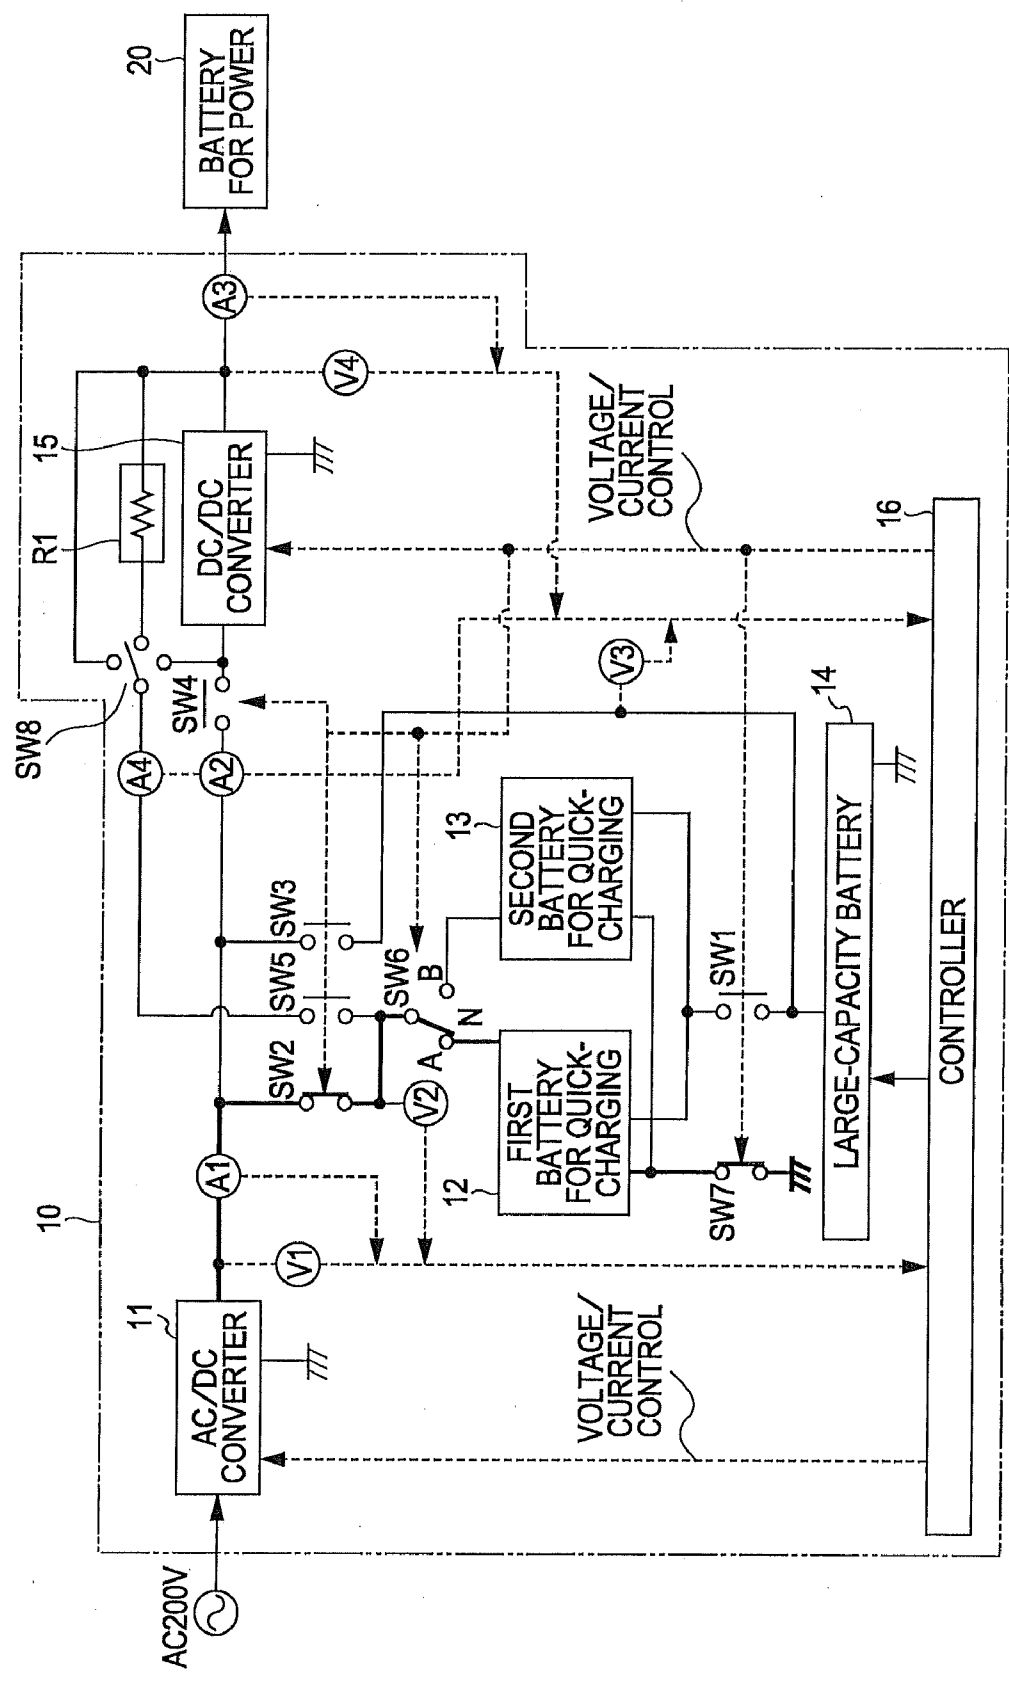 10
AC200V
11
AC/DC
CONVERTER
V1
A1
VOLTAGE/
CURRENT
CONTROL
SW2
V2
SW5
SW3
SW6
A
N
B
12
FIRST
BATTERY
FOR QUICK-
CHARGING
13
SECOND
BATTERY
FOR QUICK-
CHARGING
SW7
SW1
14
LARGE-CAPACITY BATTERY
CONTROLLER
16
A4
A2
SW8
SW4
V3
R1
15
DC/DC
CONVERTER
VOLTAGE/
CURRENT
CONTROL
V4
A3
20
BATTERY
FOR POWER